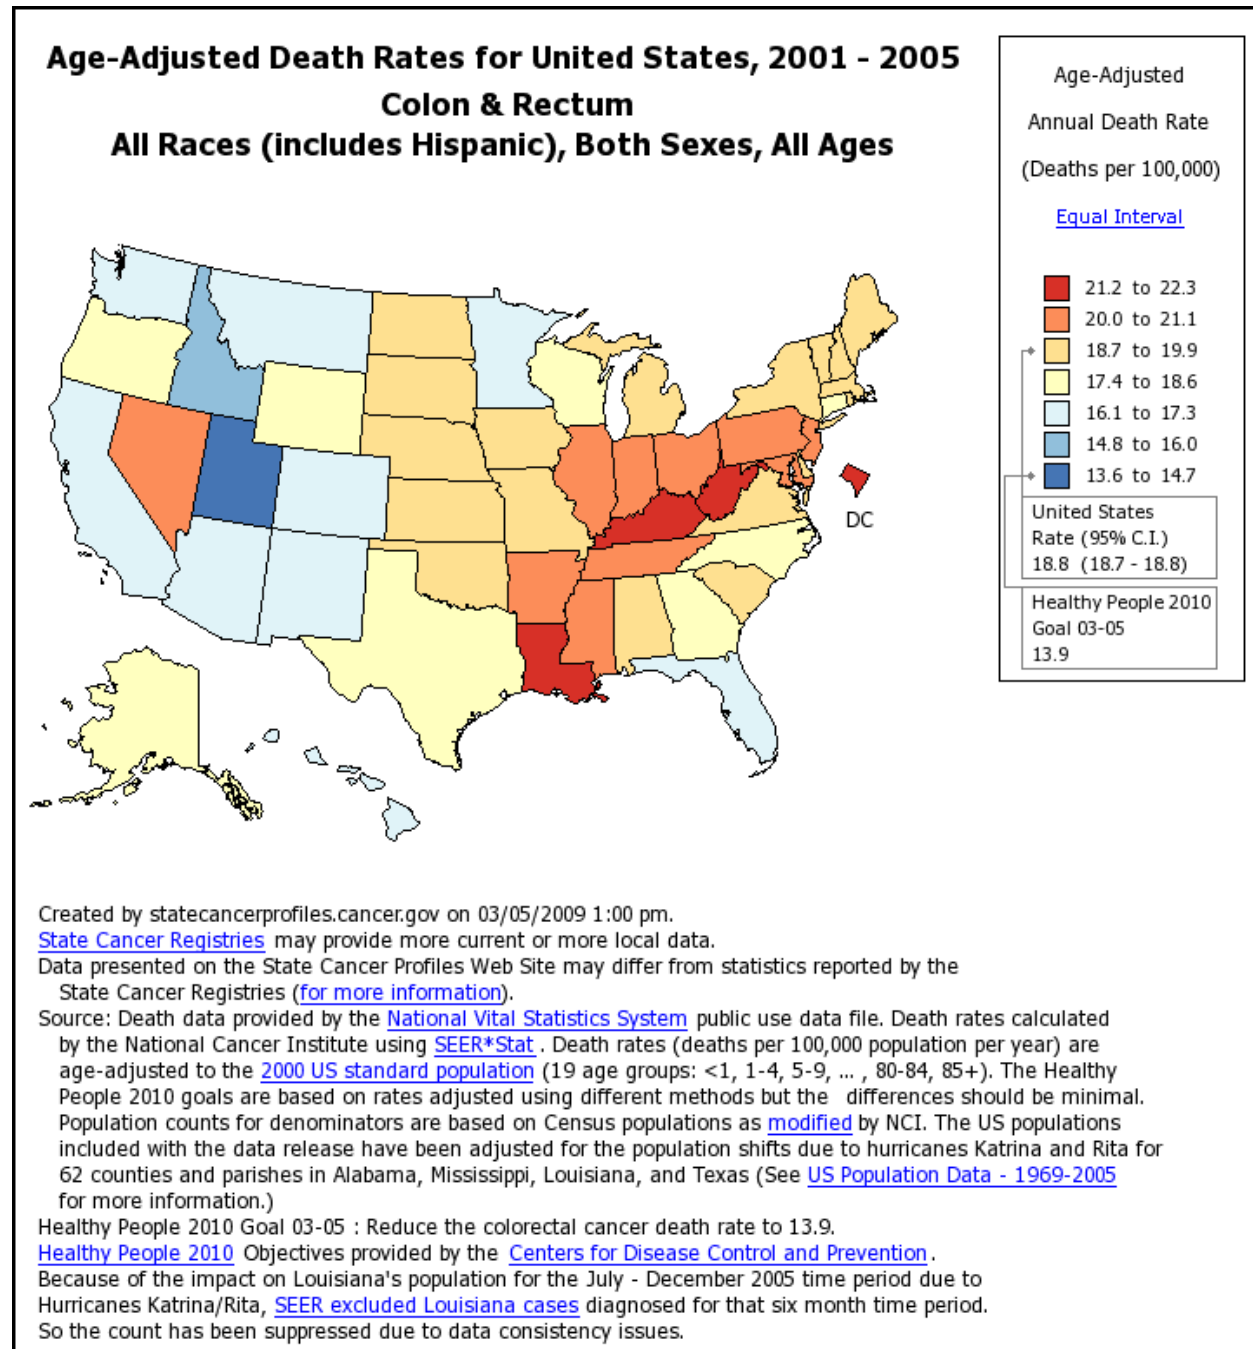 Age-Adjusted Death Rates for United States, 2001 - 2005
Colon & Rectum
All Races (includes Hispanic), Both Sexes, All Ages
Age-Adjusted
Annual Death Rate
(Deaths per 100,000)
Equal Interval
21.2 to 22.3
20.0 to 21.1
18.7 to 19.9
17.4 to 18.6
16.1 to 17.3
14.8 to 16.0
13.6 to 14.7
United States
Rate (95% C.I.)
18.8 (18.7 - 18.8)
Healthy People 2010
Goal 03-05
13.9
DC
Created by statecancerprofiles.cancer.gov on 03/05/2009 1:00 pm.
State Cancer Registries may provide more current or more local data.
Data presented on the State Cancer Profiles Web Site may differ from statistics reported by the
State Cancer Registries (for more information).
Source: Death data provided by the National Vital Statistics System public use data file. Death rates calculated
by the National Cancer Institute using SEER*Stat . Death rates (deaths per 100,000 population per year) are
age-adjusted to the 2000 US standard population (19 age groups: <1, 1-4, 5-9, ... , 80-84, 85+). The Healthy
People 2010 goals are based on rates adjusted using different methods but the differences should be minimal.
Population counts for denominators are based on Census populations as modified by NCI. The US populations
included with the data release have been adjusted for the population shifts due to hurricanes Katrina and Rita for
62 counties and parishes in Alabama, Mississippi, Louisiana, and Texas (See US Population Data - 1969-2005
for more information.)
Healthy People 2010 Goal 03-05 : Reduce the colorectal cancer death rate to 13.9.
Healthy People 2010 Objectives provided by the Centers for Disease Control and Prevention .
Because of the impact on Louisiana's population for the July - December 2005 time period due to
Hurricanes Katrina/Rita, SEER excluded Louisiana cases diagnosed for that six month time period.
So the count has been suppressed due to data consistency issues.